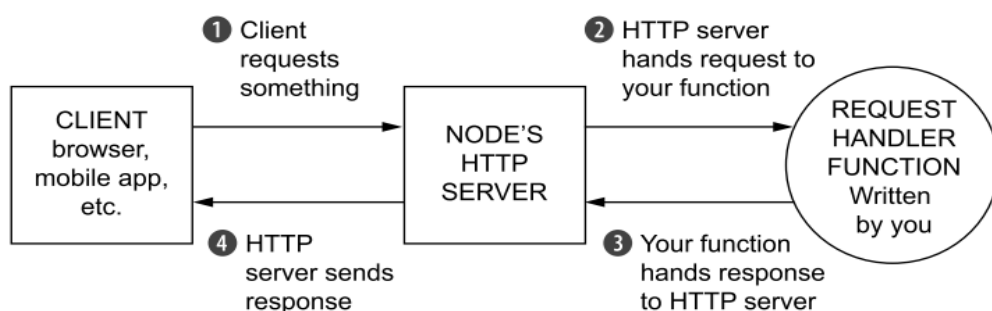 1 Client
requests
something
2 HTTP server
hands request to
your function
CLIENT
browser,
mobile app,
etc.
NODE’S
HTTP
SERVER
REQUEST
HANDLER
FUNCTION
Written
by you
4 HTTP
server sends
response
3 Your function
hands response
to HTTP server